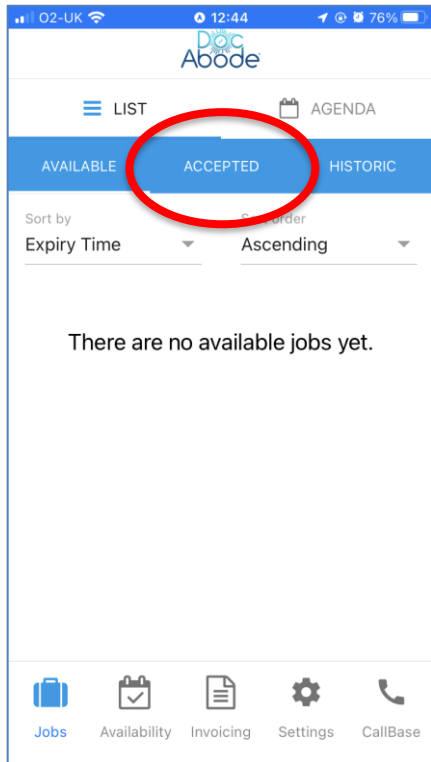 O2-UK 12:44 76%
Doc
Abode
LIST AGENDA
AVAILABLE ACCEPTED HISTORIC
Sort by order
Expiry Time Ascending
There are no available jobs yet.
Jobs Availability Invoicing Settings CallBase